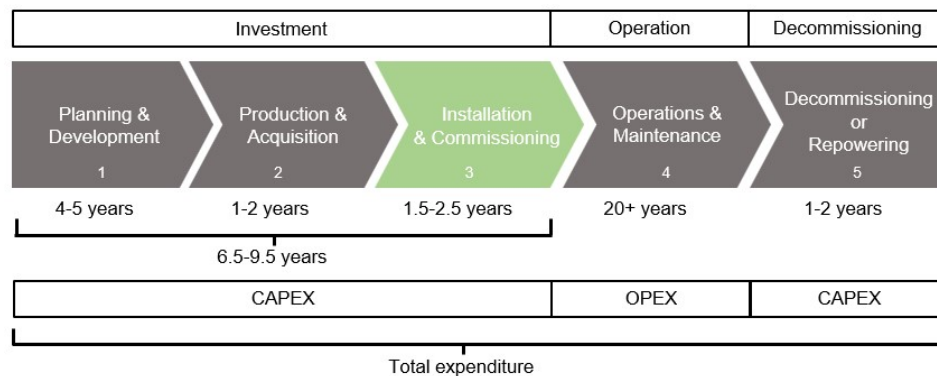 Investment
Operation
Decommissioning
Planning &
Development
1
Production &
Acquisition
2
Installation
& Commissioning
3
Operations &
Maintenance
4
Decommissioning
or
Repowering
5
4-5 years
1-2 years
1.5-2.5 years
20+ years
1-2 years
6.5-9.5 years
CAPEX
OPEX
CAPEX
Total expenditure